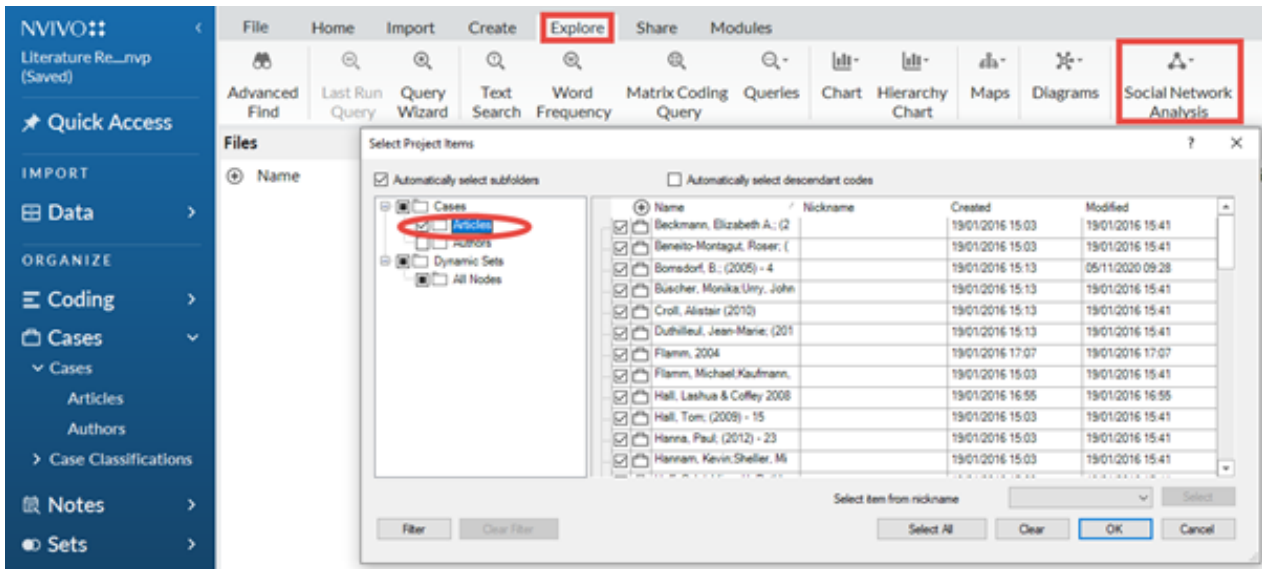 NVIVO
Literature Re...nvp
(Saved)
Quick Access
IMPORT
Data
ORGANIZE
Coding
Cases
Cases
Articles
Authors
Case Classifications
Notes
Sets
File Home Import Create Explore Share Modules
Advanced Find
Last Run Query
Query Wizard
Text Search
Word Frequency
Matrix Coding Query
Queries
Chart
Hierarchy Chart
Maps
Diagrams
Social Network Analysis
Files
Name
Select Project Items ? ×
Automatically select subfolders
Automatically select descendant codes
Cases
Articles
Authors
Dynamic Sets
All Nodes
Name Nickname Created Modified
Beckmann, Elizabeth A.; (2 19/01/2016 15:03 19/01/2016 15:41
Beneito-Montagut, Roser; ( 19/01/2016 15:03 19/01/2016 15:41
Bomsdorf, B.; (2005) - 4 19/01/2016 15:13 05/11/2020 09:28
Büscher, Monika;Urry, John 19/01/2016 15:13 19/01/2016 15:41
Croll, Alistair (2010) 19/01/2016 15:13 19/01/2016 15:41
Duthilleul, Jean-Marie; (201 19/01/2016 15:13 19/01/2016 15:41
Flamm, 2004 19/01/2016 17:07 19/01/2016 17:07
Flamm, Michael;Kaufmann, 19/01/2016 15:03 19/01/2016 15:41
Hall, Lashua & Coffey 2008 19/01/2016 16:55 19/01/2016 16:55
Hall, Tom; (2009) - 15 19/01/2016 15:03 19/01/2016 15:41
Hanna, Paul; (2012) - 23 19/01/2016 15:03 19/01/2016 15:41
Hannam, Kevin;Sheller, Mi 19/01/2016 15:03 19/01/2016 15:41
Select item from nickname Select
Filter Clear Filter Select All Clear OK Cancel